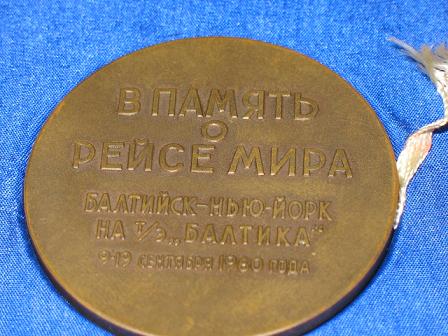 В ПАМЯТЬ
О
РЕЙСЕ МИРА
БАЛТИЙСК-НЬЮ-ЙОРК
НА Т/Э „БАЛТИКА“
9-19 СЕНТЯБРЯ 1960 ГОДА